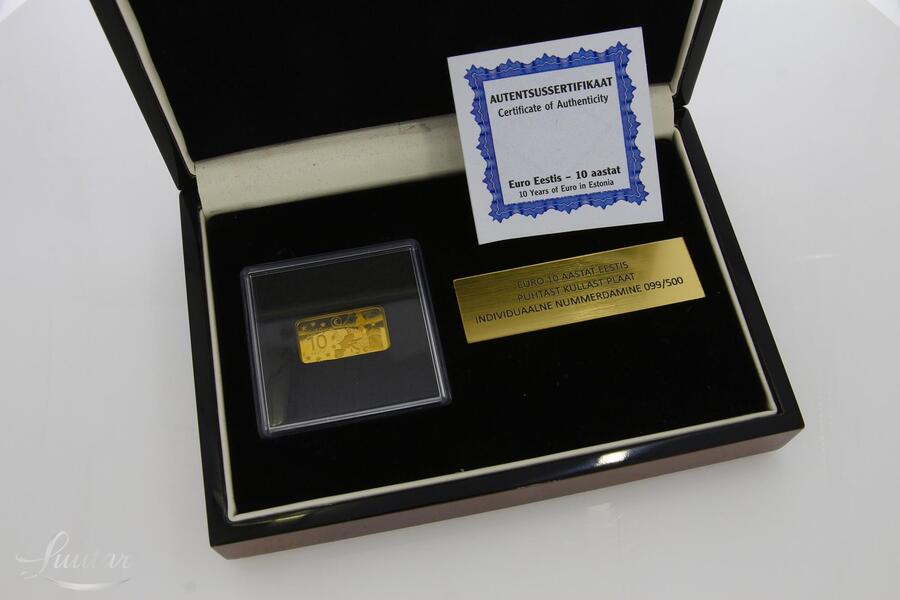 AUTENTSUSSERTIFIKAAT
Certificate of Authenticity
Euro Eestis - 10 aastat
10 Years of Euro in Estonia
EURO 10 AASTAT EESTIS
PUHTAST KULLAST PLAAT
INDIVIDUAALNE NUMMERDAMINE 099/500
10
Luutar